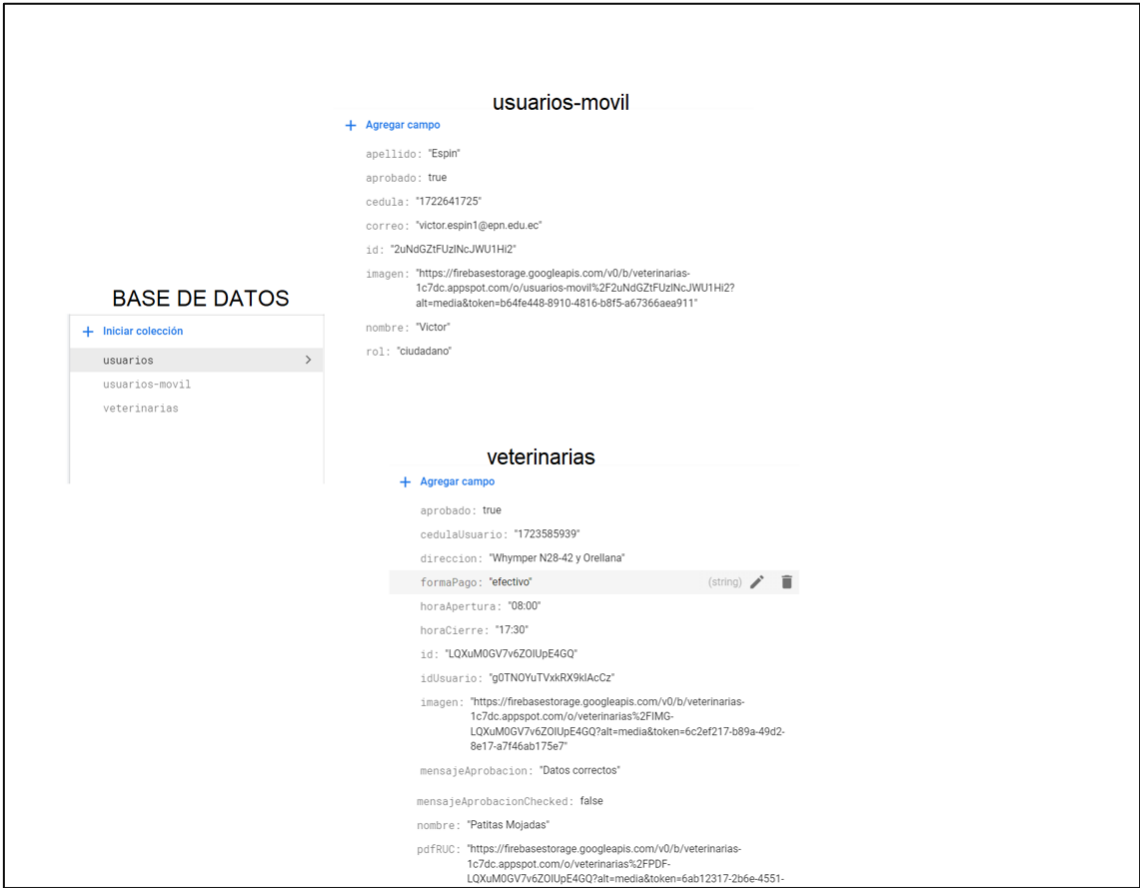 usuarios-movil
+ Agregar campo
apellido: "Espin"
aprobado: true
cedula: "1722641725"
correo: "victor.espin1@epn.edu.ec"
id: "2uNdGZtFUzlNcJWU1Hi2"
imagen: "https://firebasestorage.googleapis.com/v0/b/veterinarias-
1c7dc.appspot.com/o/usuarios-movil%2F2uNdGZtFUzlNcJWU1Hi2?
alt=media&token=b64fe448-8910-4816-b8f5-a67366aea911"
nombre: "Victor"
rol: "ciudadano"
BASE DE DATOS
+ Iniciar colección
usuarios
usuarios-movil
veterinarias
veterinarias
+ Agregar campo
aprobado: true
cedulaUsuario: "1723585939"
direccion: "Whymper N28-42 y Orellana"
formaPago: "efectivo" (string)
horaApertura: "08:00"
horaCierre: "17:30"
id: "LQXuM0GV7v6ZOlUpE4GQ"
idUsuario: "g0TNOYuTVxkRX9klAcCz"
imagen: "https://firebasestorage.googleapis.com/v0/b/veterinarias-
1c7dc.appspot.com/o/veterinarias%2FIMG-
LQXuM0GV7v6ZOlUpE4GQ?alt=media&token=6c2ef217-b89a-49d2-
8e17-a7f46ab175e7"
mensajeAprobacion: "Datos correctos"
mensajeAprobacionChecked: false
nombre: "Patitas Mojadas"
pdfRUC: "https://firebasestorage.googleapis.com/v0/b/veterinarias-
1c7dc.appspot.com/o/veterinarias%2FPDF-
LQXuM0GV7v6ZOlUpE4GQ?alt=media&token=6ab12317-2b6e-4551-